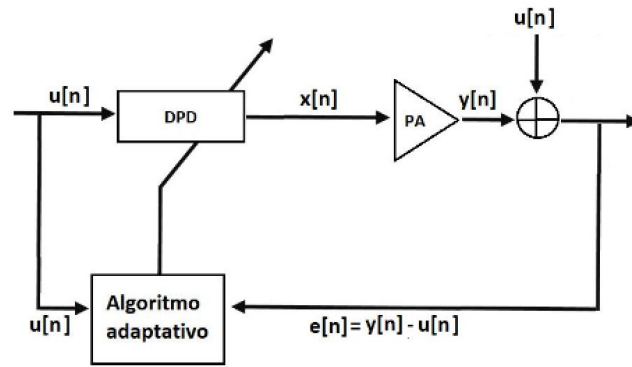 u[n]
u[n]
DPD
x[n]
PA
y[n]
Algoritmo
adaptativo
u[n]
e[n] = y[n] - u[n]